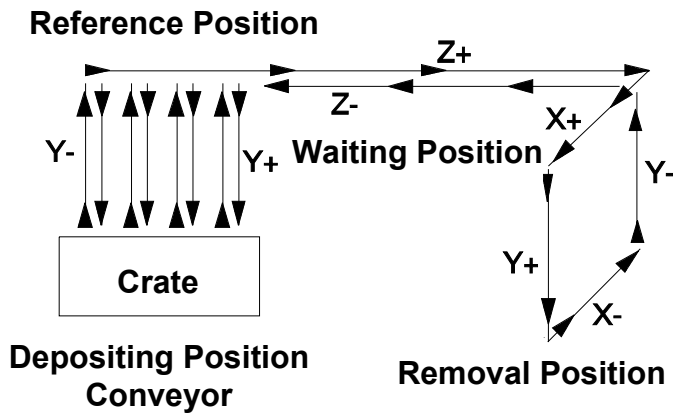 Reference Position
Z+
Z-
X+
Y-
Y+
Waiting Position
Y-
Y+
Crate
X-
Depositing Position
Conveyor
Removal Position